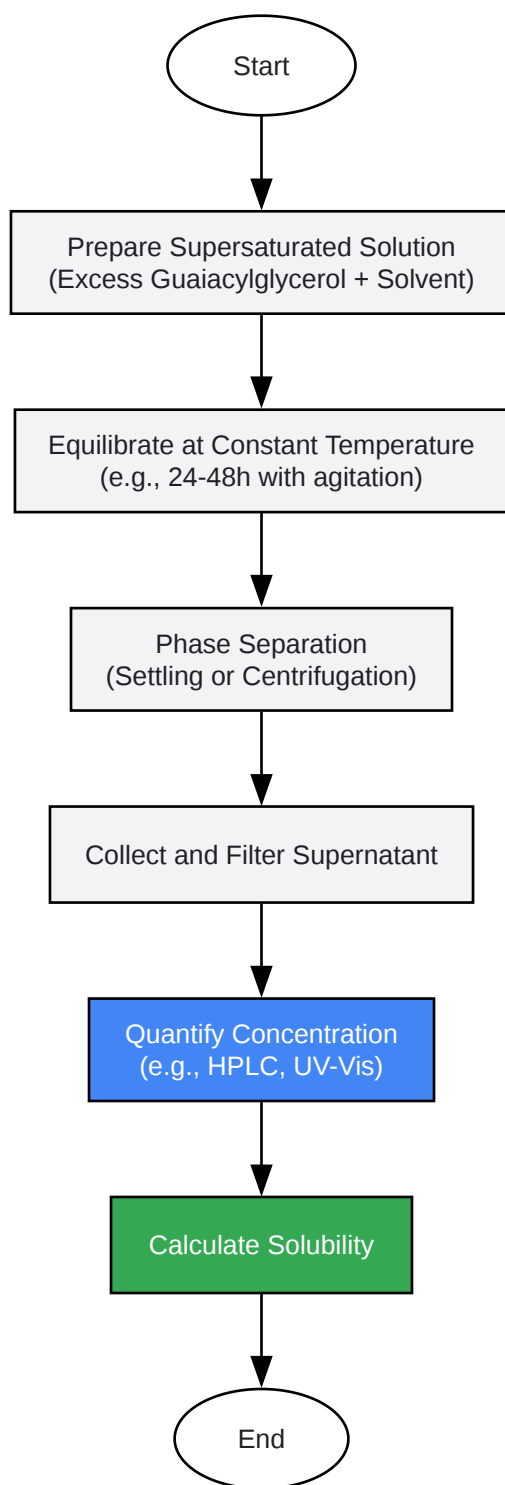 Start
Prepare Supersaturated Solution
(Excess Guaiacylglycerol + Solvent)
Equilibrate at Constant Temperature
(e.g., 24-48h with agitation)
Phase Separation
(Settling or Centrifugation)
Collect and Filter Supernatant
Quantify Concentration
(e.g., HPLC, UV-Vis)
Calculate Solubility
End